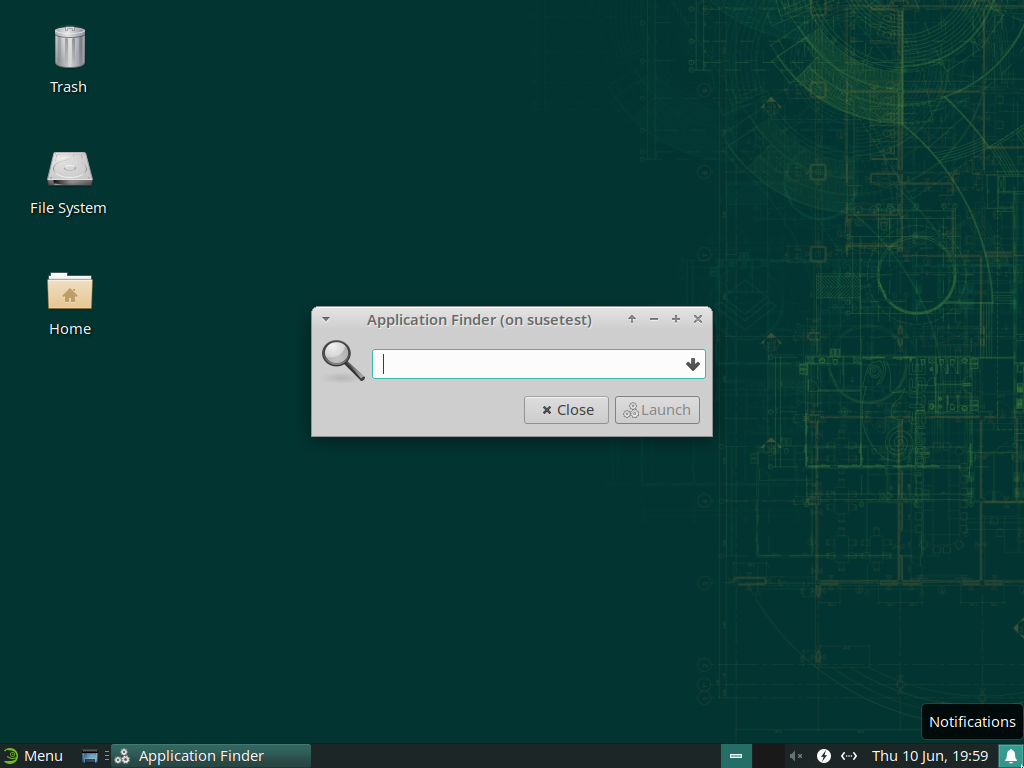 Trash
File System
Home
Application Finder (on susetest)
Close
Launch
Notifications
Menu
Application Finder
Thu 10 Jun, 19:59